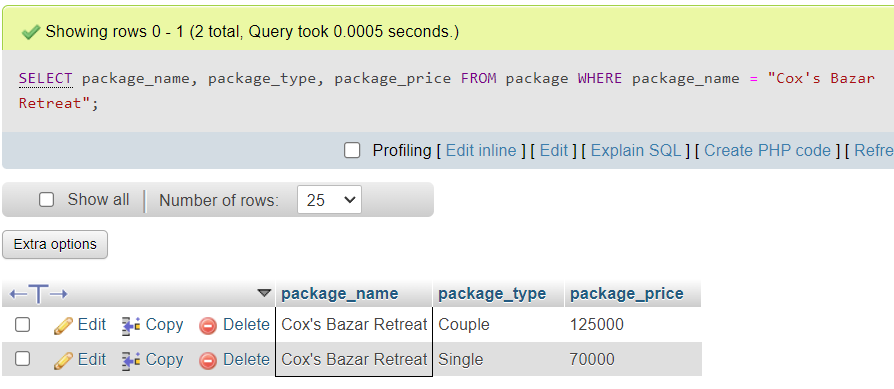 Showing rows 0 - 1 (2 total, Query took 0.0005 seconds.)
SELECT package_name, package_type, package_price FROM package WHERE package_name = "Cox's Bazar
Retreat";
Profiling [ Edit inline ] [ Edit ] [ Explain SQL ] [ Create PHP code ] [ Refre
Show all Number of rows: 25
Extra options
←T→ package_name package_type package_price
Edit Copy Delete Cox's Bazar Retreat Couple 125000
Edit Copy Delete Cox's Bazar Retreat Single 70000